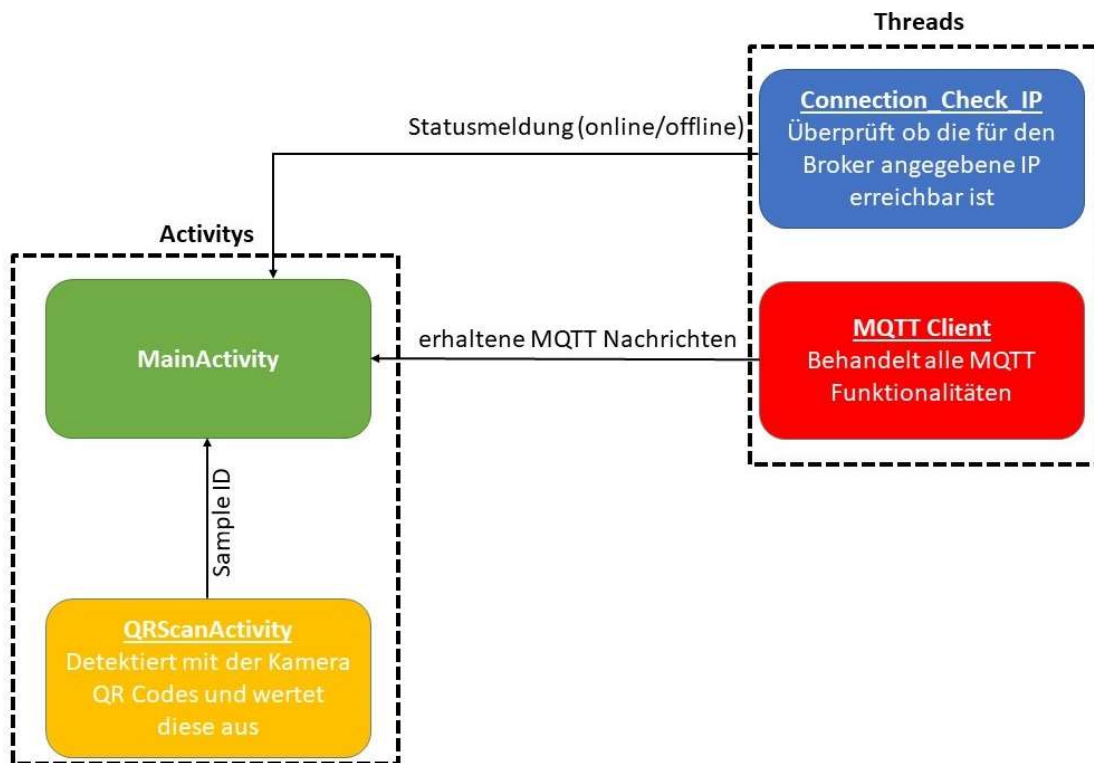 Threads
Connection_Check_IP
Überprüft ob die für den
Broker angegebene IP
erreichbar ist
Statusmeldung (online/offline)
Activitys
MainActivity
erhaltene MQTT Nachrichten
MQTT Client
Behandelt alle MQTT
Funktionalitäten
Sample ID
QRScanActivity
Detektiert mit der Kamera
QR Codes und wertet
diese aus